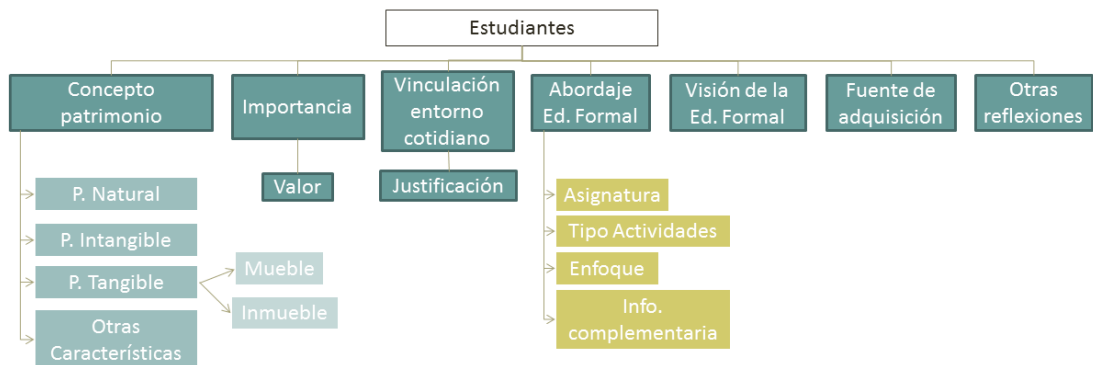 Estudiantes
Concepto
patrimonio
Importancia
Vinculación
entorno
cotidiano
Abordaje
Ed. Formal
Visión de la
Ed. Formal
Fuente de
adquisición
Otras
reflexiones
Valor
Justificación
P. Natural
P. Intangible
P. Tangible
Otras
Características
Mueble
Inmueble
Asignatura
Tipo Actividades
Enfoque
Info.
complementaria